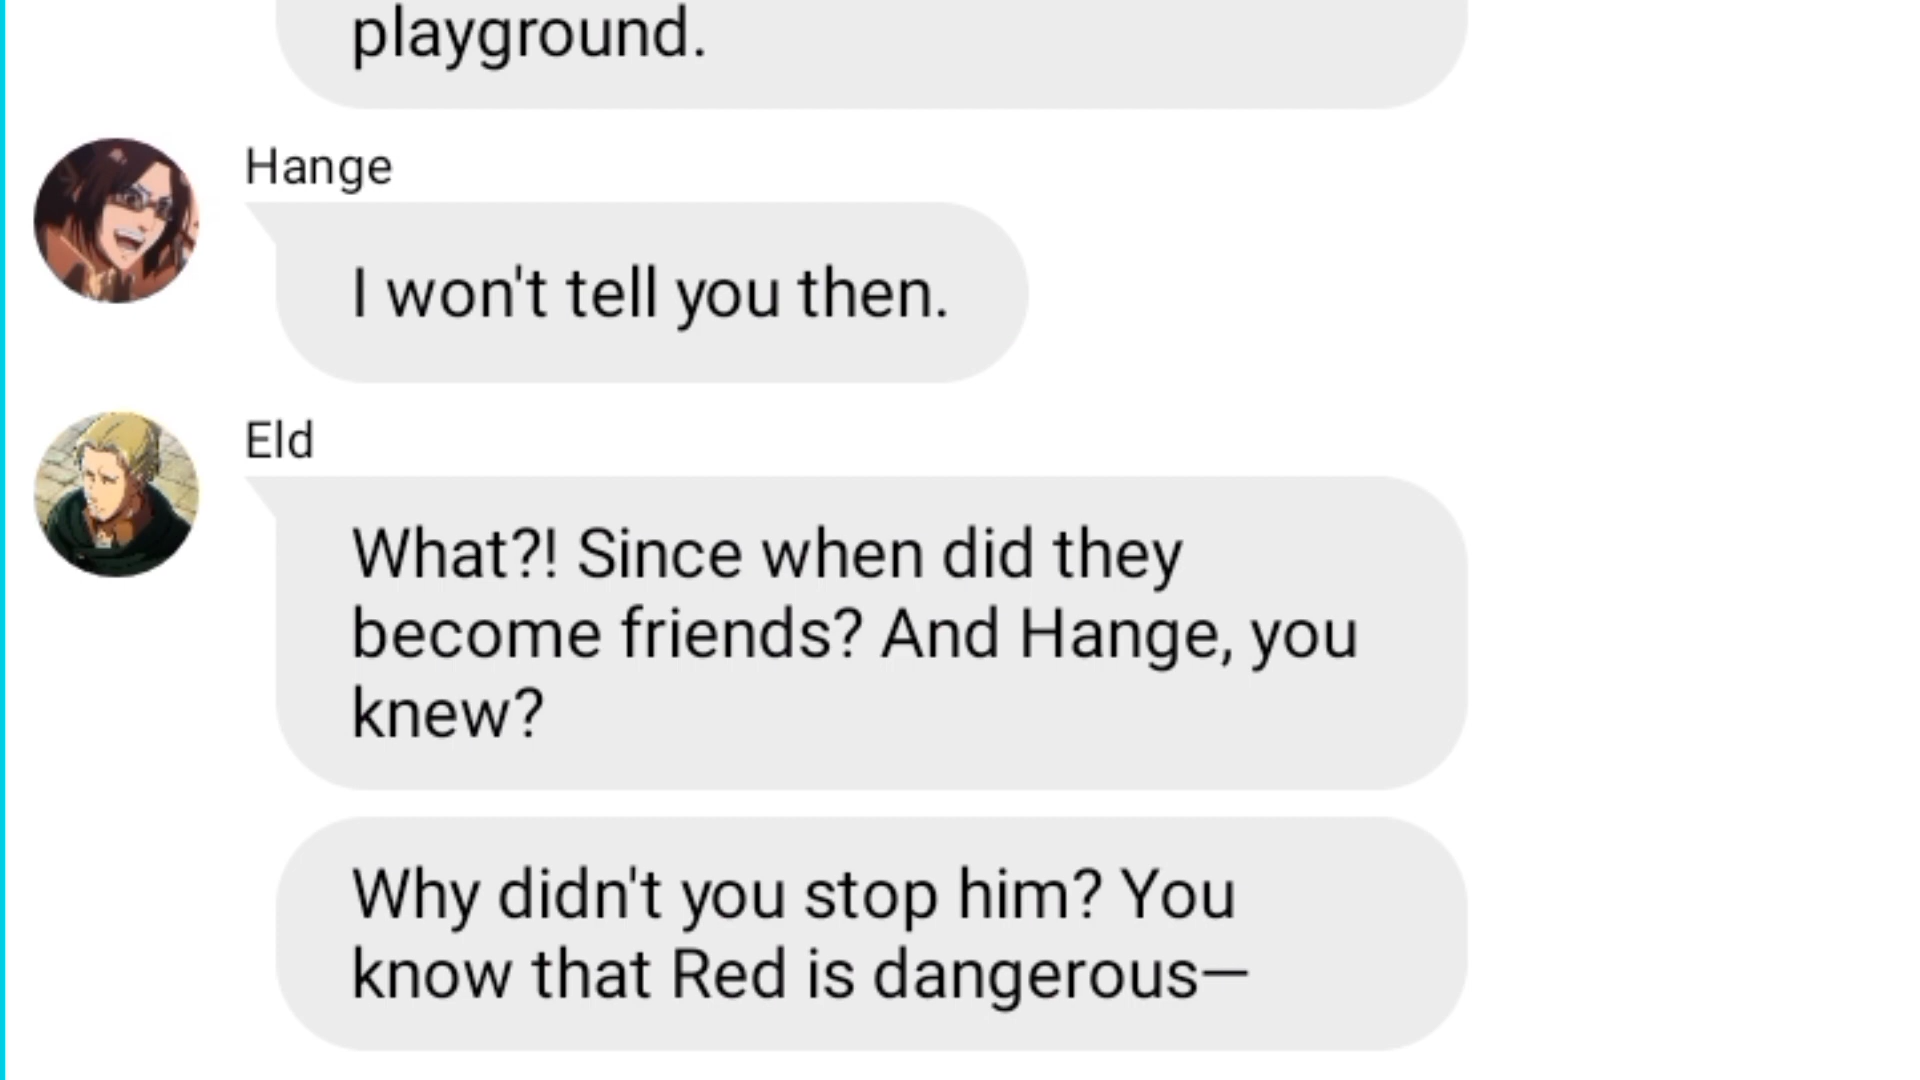 playground.
Hange
I won't tell you then.
Eld
What?! Since when did they
become friends? And Hange, you
knew?
Why didn't you stop him? You
know that Red is dangerous—